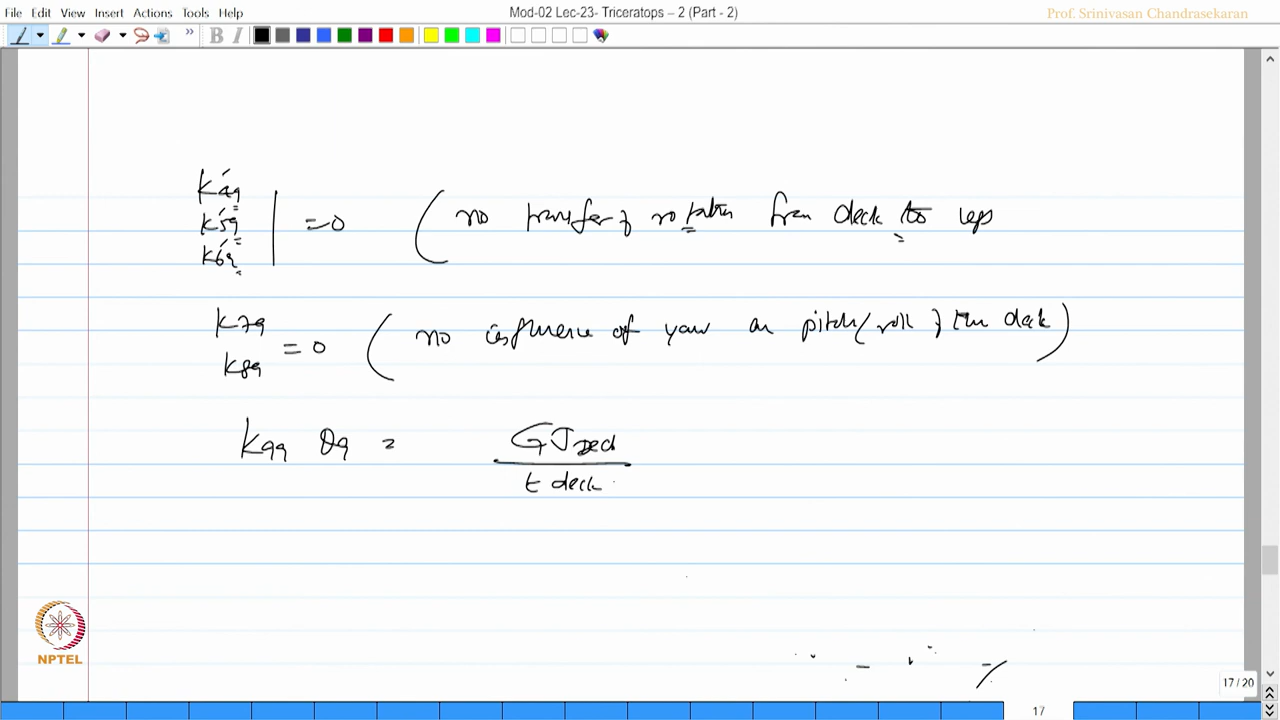 File Edit View Insert Actions Tools Help
Mod-02 Lec-23- Triceratops – 2 (Part - 2)
Prof. Srinivasan Chandrasekaran
K49
K59 =0 (no transfer of rotation from deck to legs
K69
K79
K89 = 0 (no influence of yaw on pitch/roll of the deck)
K99 θ9 =
GJdeck
t deck
NPTEL
17 / 20
17